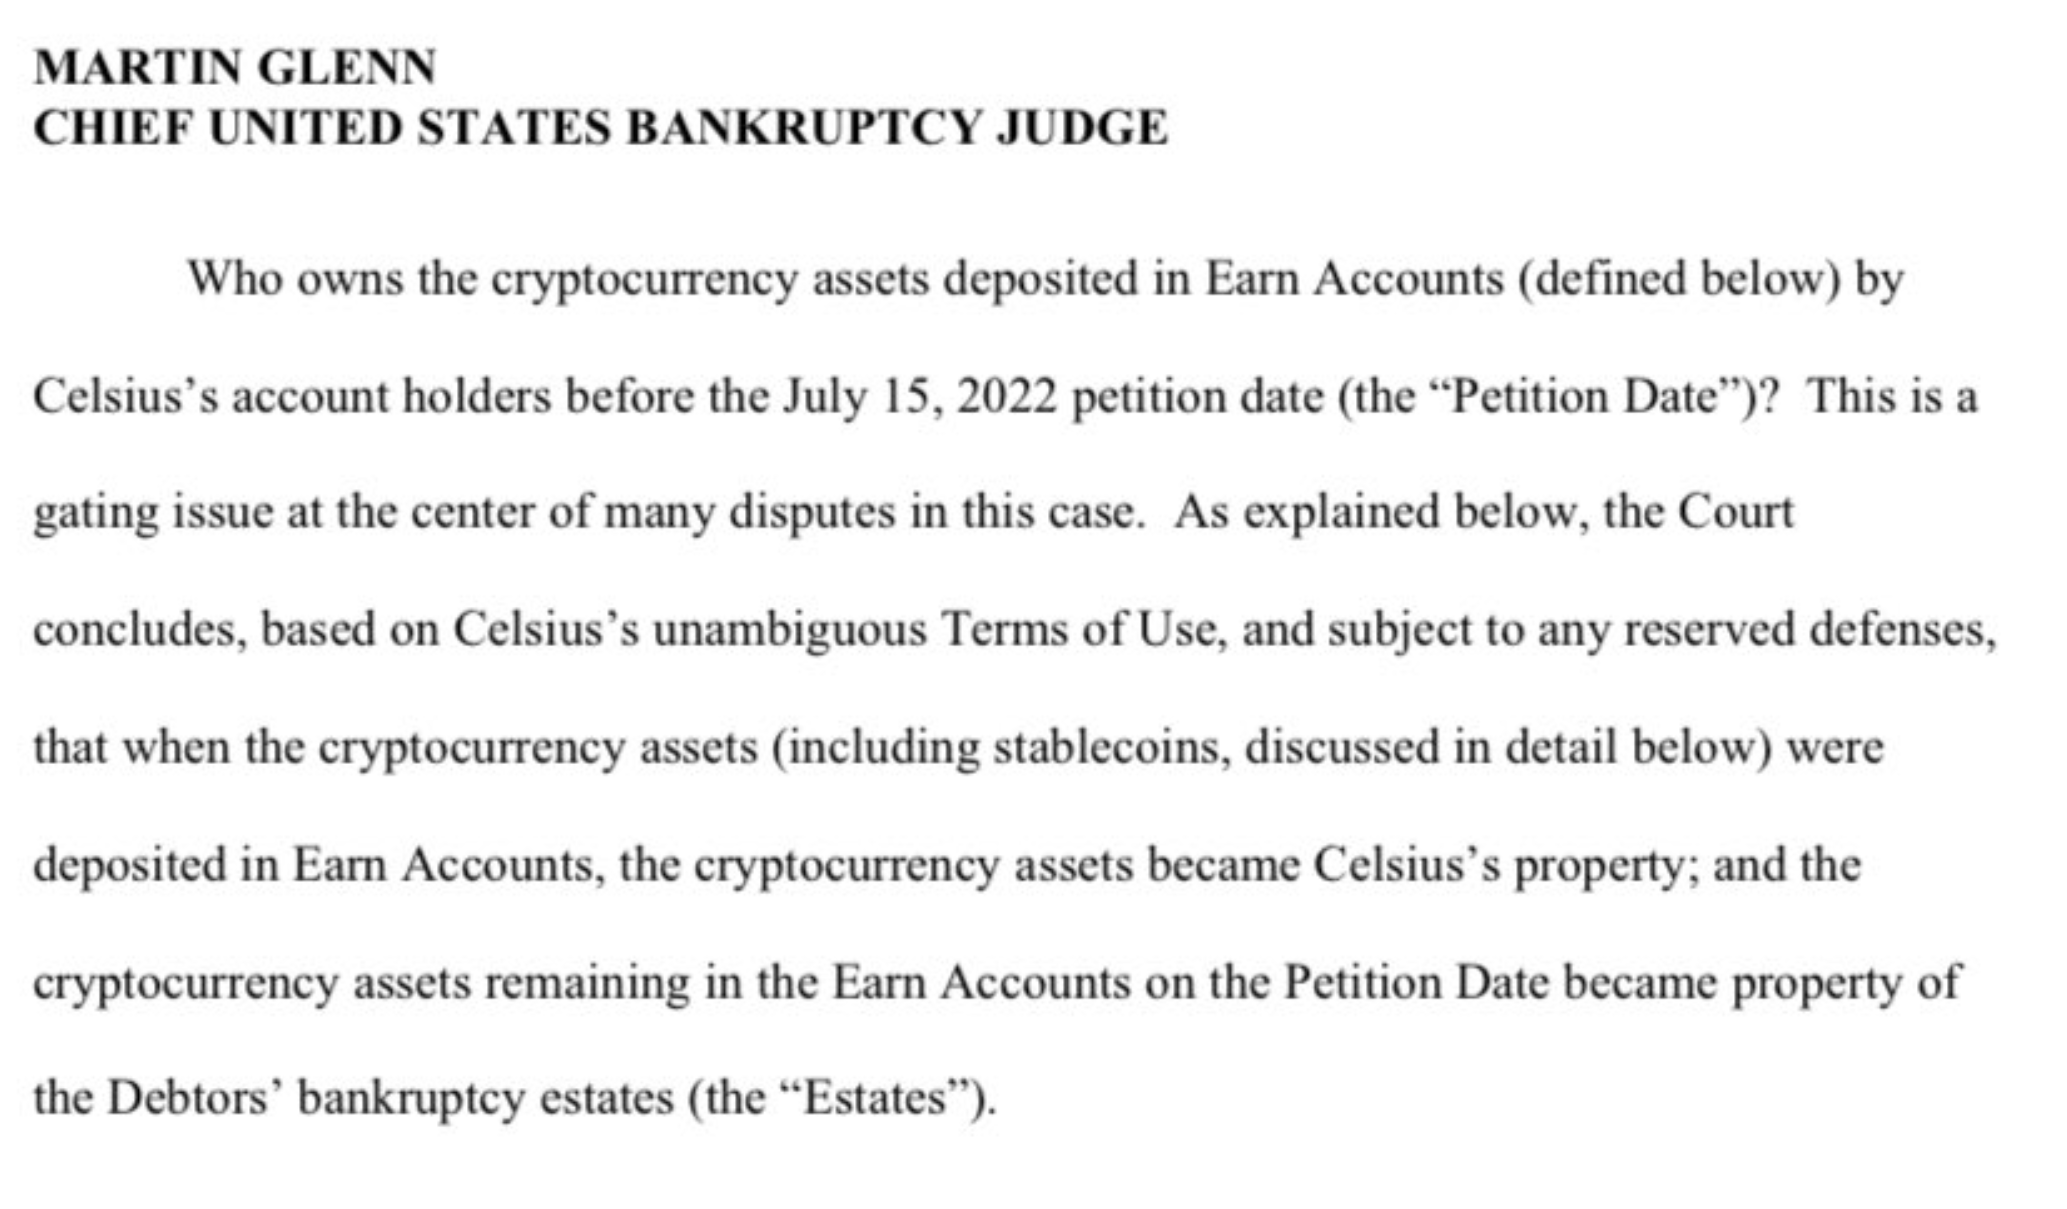 MARTIN GLENN
CHIEF UNITED STATES BANKRUPTCY JUDGE
Who owns the cryptocurrency assets deposited in Earn Accounts (defined below) by
Celsius’s account holders before the July 15, 2022 petition date (the “Petition Date”)?  This is a
gating issue at the center of many disputes in this case.  As explained below, the Court
concludes, based on Celsius’s unambiguous Terms of Use, and subject to any reserved defenses,
that when the cryptocurrency assets (including stablecoins, discussed in detail below) were
deposited in Earn Accounts, the cryptocurrency assets became Celsius’s property; and the
cryptocurrency assets remaining in the Earn Accounts on the Petition Date became property of
the Debtors’ bankruptcy estates (the “Estates”).